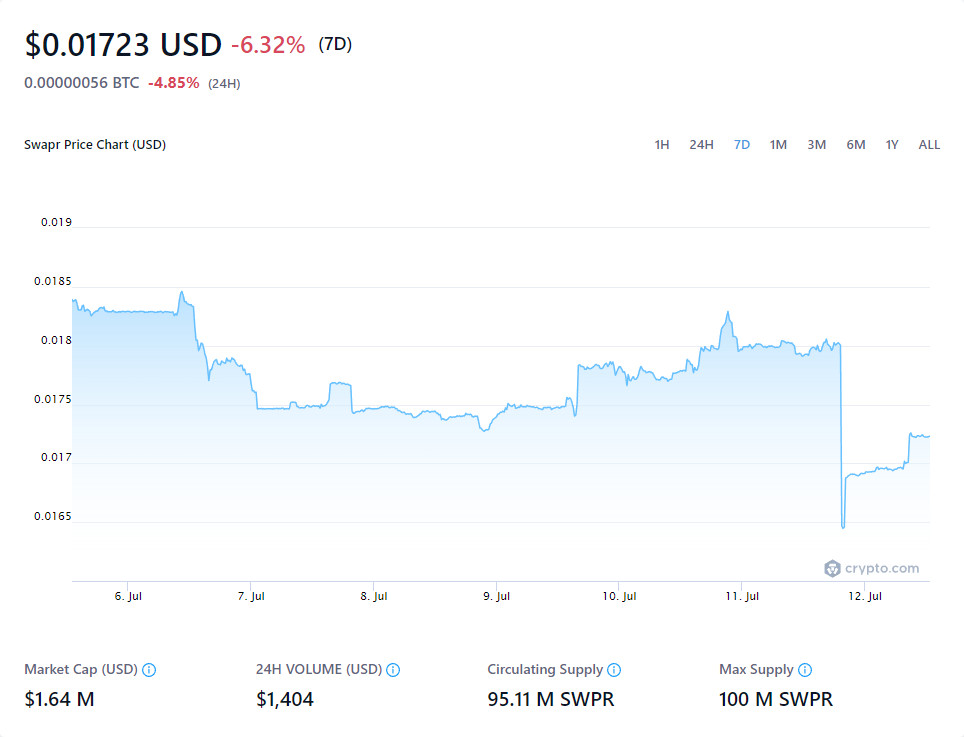 $0.01723 USD -6.32% (7D)
0.00000056 BTC -4.85% (24H)
Swapr Price Chart (USD) 1H 24H 7D 1M 3M 6M 1Y ALL
0.019
0.0185
0.018
0.0175
0.017
0.0165
crypto.com
6. Jul 7. Jul 8. Jul 9. Jul 10. Jul 11. Jul 12. Jul
Market Cap (USD) 24H VOLUME (USD) Circulating Supply Max Supply
$1.64 M $1,404 95.11 M SWPR 100 M SWPR